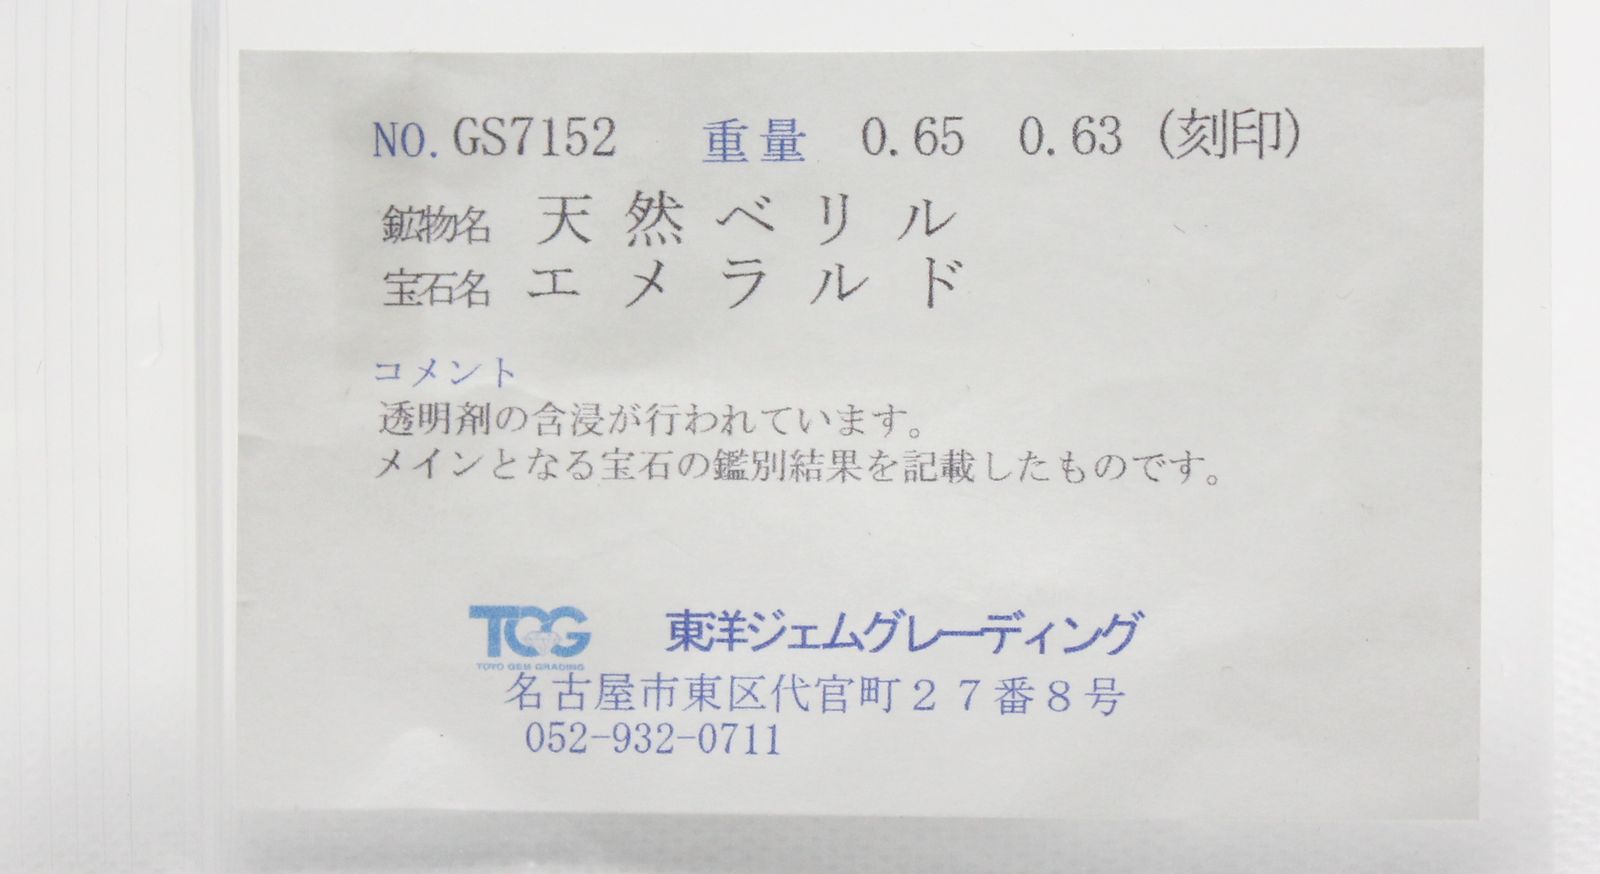 NO. GS7152 重量 0.65 0.63 (刻印)
鉱物名 天然ベリル
宝石名 エメラルド
コメント
透明剤の含浸が行われています。
メインとなる宝石の鑑別結果を記載したものです。
TGG 東洋ジェムグレーディング
TOYO GEM GRADING
名古屋市東区代官町27番8号
052-932-0711